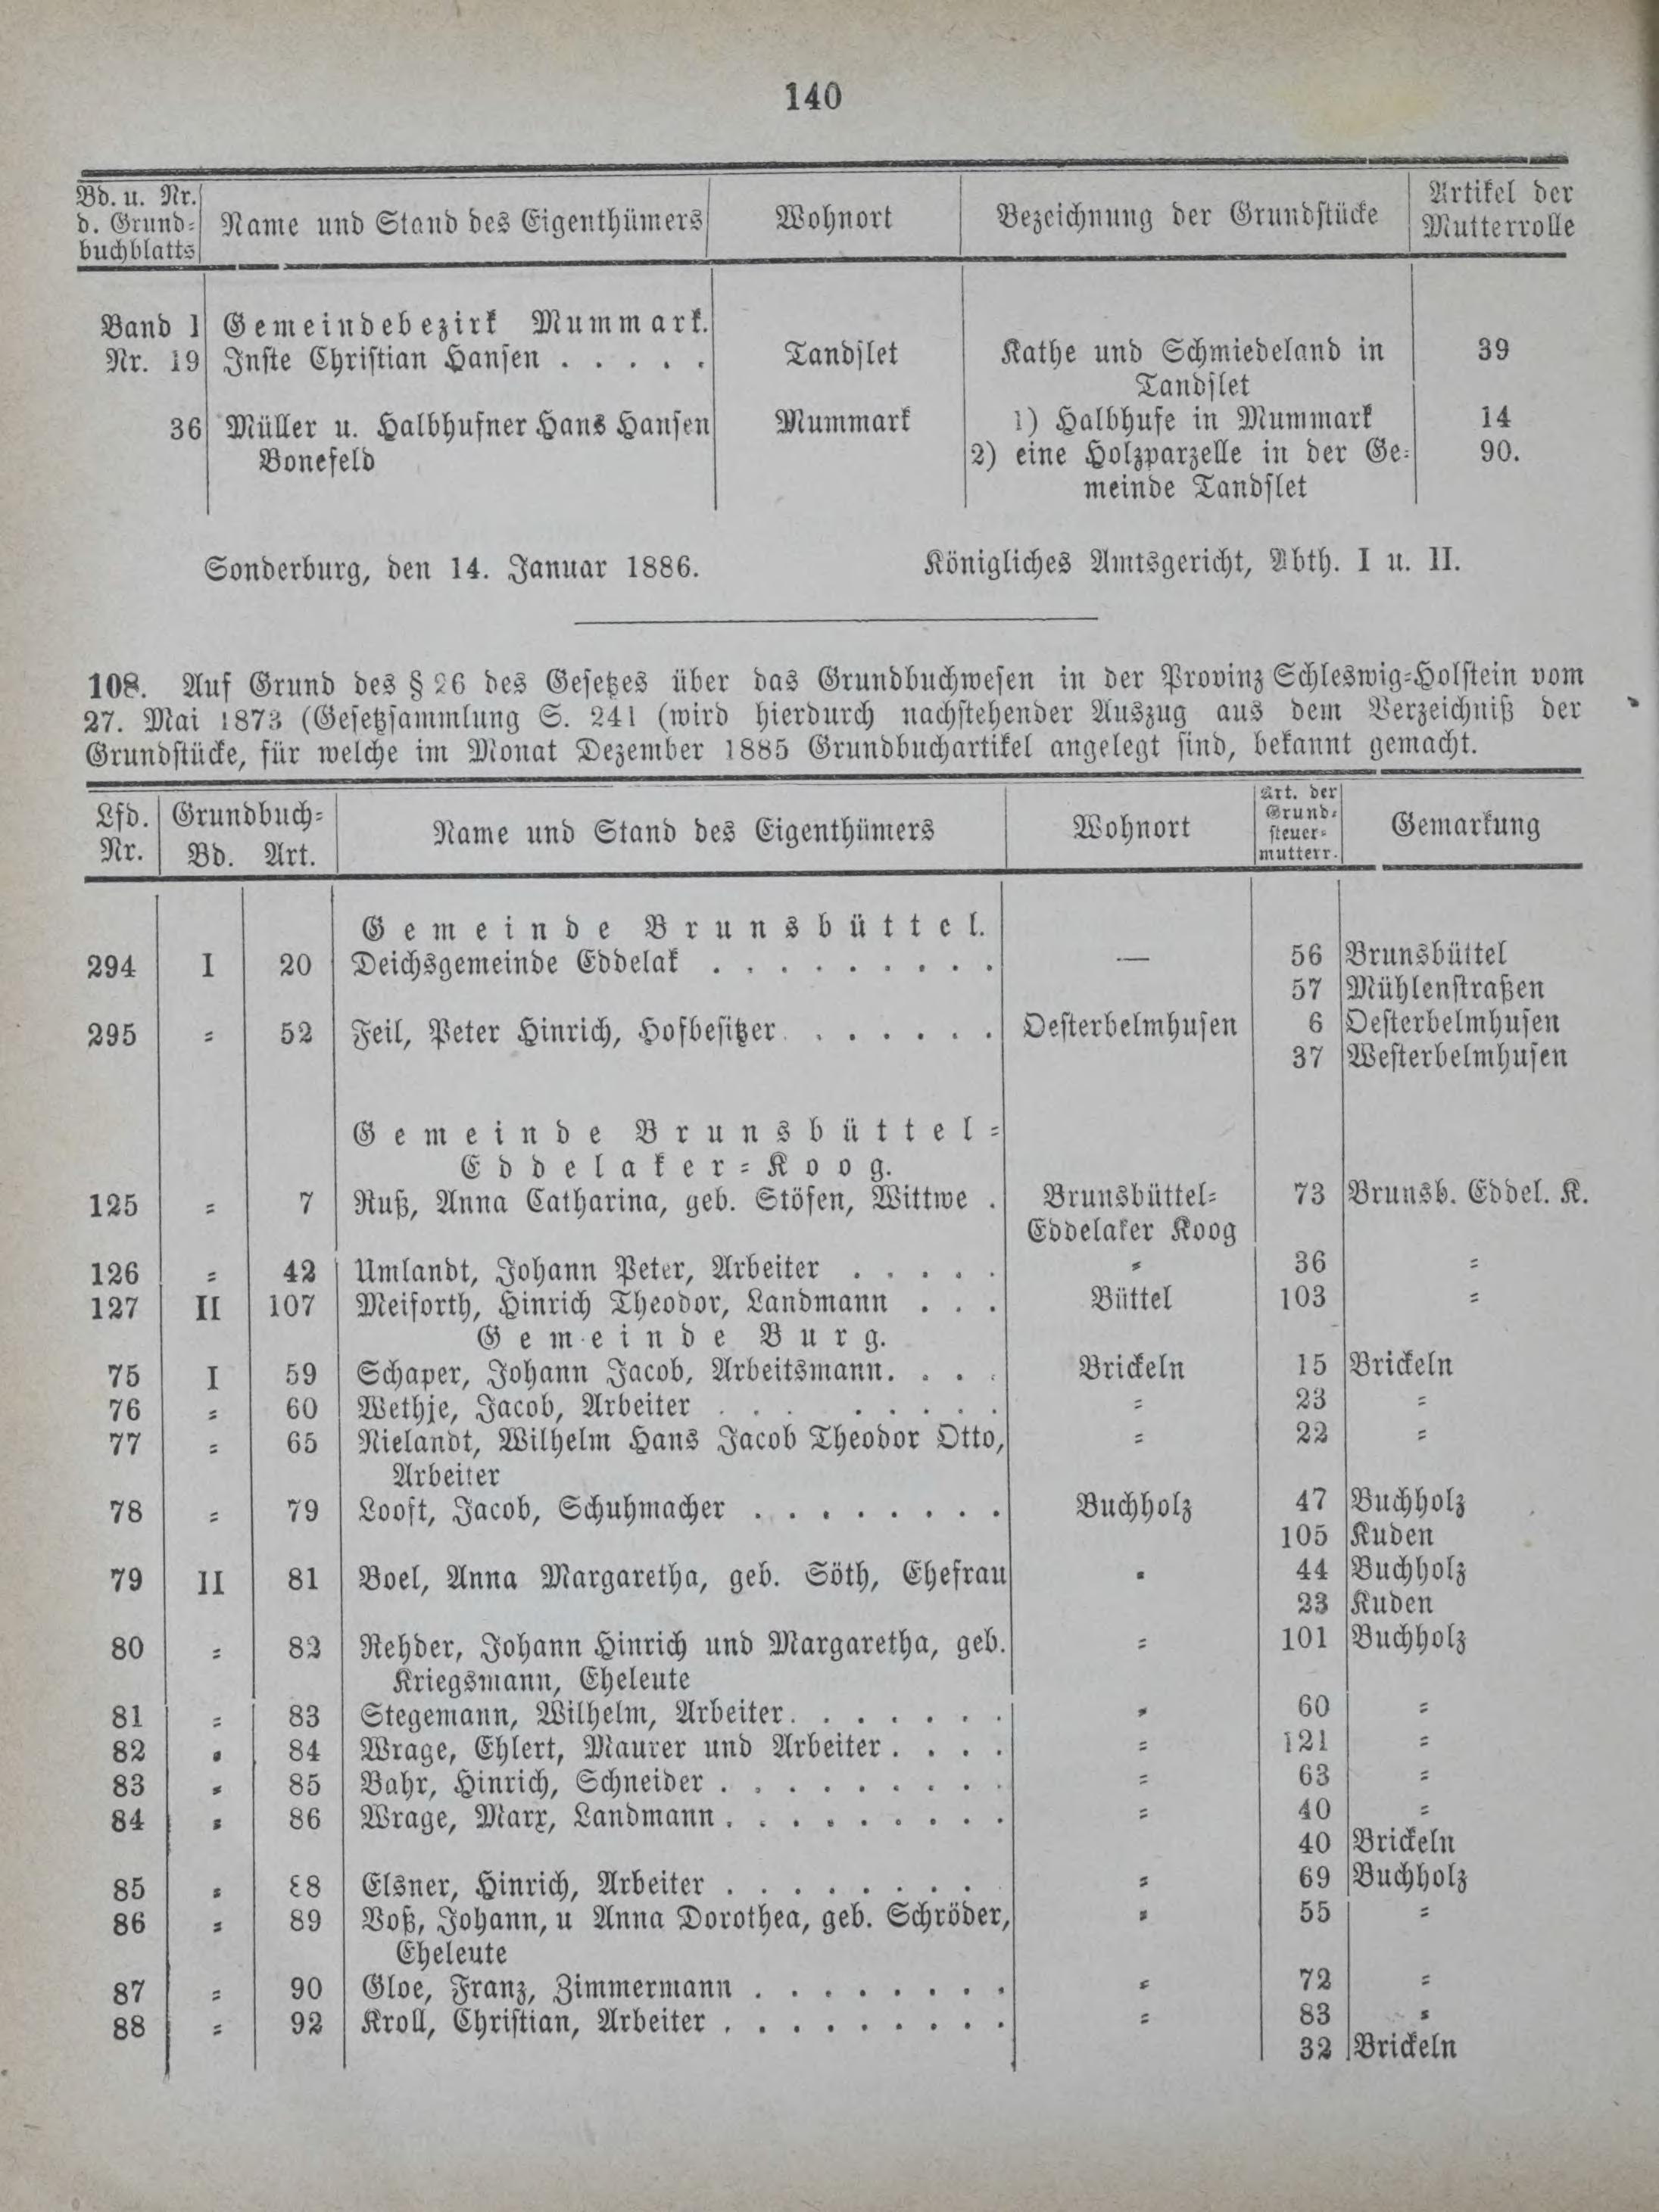 140
Bd. u. Nr. d. Grund= buchblatts Name und Stand des Eigenthümers Wohnort Bezeichnung der Grundstücke Artikel der Mutterrolle
Band 1 Gemeindebezirk Mummark.
Nr. 19 Inste Christian Hansen . . . . . Tandslet Kathe und Schmiedeland in 39
Tandslet
36 Müller u. Halbhufner Hans Hansen Mummark 1) Halbhufe in Mummark 14
Bonefeld 2) eine Holzparzelle in der Ge= 90.
meinde Tandslet
Sonderburg, den 14. Januar 1886. Königliches Amtsgericht, Abth. I u. II.
108. Auf Grund des § 26 des Gesetzes über das Grundbuchwesen in der Provinz Schleswig=Holstein vom
27. Mai 1873 (Gesetzsammlung S. 241 (wird hierdurch nachstehender Auszug aus dem Verzeichniß der
Grundstücke, für welche im Monat Dezember 1885 Grundbuchartikel angelegt sind, bekannt gemacht.
Lfd. Nr. Grundbuch= Bd. Art. Name und Stand des Eigenthümers Wohnort Art. der Grund= steuer= mutterr. Gemarkung
Gemeinde Brunsbüttel.
294 I 20 Deichsgemeinde Eddelak . . . . . . . . . — 56 Brunsbüttel
57 Mühlenstraßen
295 = 52 Feil, Peter Hinrich, Hofbesitzer . . . . . . . Oesterbelmhusen 6 Oesterbelmhusen
37 Westerbelmhusen
Gemeinde Brunsbüttel=
Eddelaker=Koog.
125 = 7 Ruß, Anna Catharina, geb. Stösen, Wittwe . Brunsbüttel= 73 Brunsb. Eddel. K.
Eddelaker Koog
126 = 42 Umlandt, Johann Peter, Arbeiter . . . . . = 36 =
127 II 107 Meiforth, Hinrich Theodor, Landmann . . . Büttel 103 =
Gemeinde Burg.
75 I 59 Schaper, Johann Jacob, Arbeitsmann. . . . Brickeln 15 Brickeln
76 = 60 Wethje, Jacob, Arbeiter . . . . . . . . = 23 =
77 = 65 Nielandt, Wilhelm Hans Jacob Theodor Otto, = 22 =
Arbeiter
78 = 79 Looft, Jacob, Schuhmacher . . . . . . . . Buchholz 47 Buchholz
105 Kuden
79 II 81 Boel, Anna Margaretha, geb. Söth, Ehefrau = 44 Buchholz
23 Kuden
80 = 82 Rehder, Johann Hinrich und Margaretha, geb. = 101 Buchholz
Kriegsmann, Eheleute
81 = 83 Stegemann, Wilhelm, Arbeiter. . . . . . . = 60 =
82 = 84 Wrage, Ehlert, Maurer und Arbeiter . . . . = 121 =
83 = 85 Bahr, Hinrich, Schneider . . . . . . . . . = 63 =
84 = 86 Wrage, Marx, Landmann . . . . . . . . . = 40 =
40 Brickeln
85 = 88 Elsner, Hinrich, Arbeiter . . . . . . . . = 69 Buchholz
86 = 89 Voß, Johann, u Anna Dorothea, geb. Schröder, = 55 =
Eheleute
87 = 90 Gloe, Franz, Zimmermann . . . . . . . . = 72 =
88 = 92 Kroll, Christian, Arbeiter . . . . . . . . . = 83 =
32 Brickeln